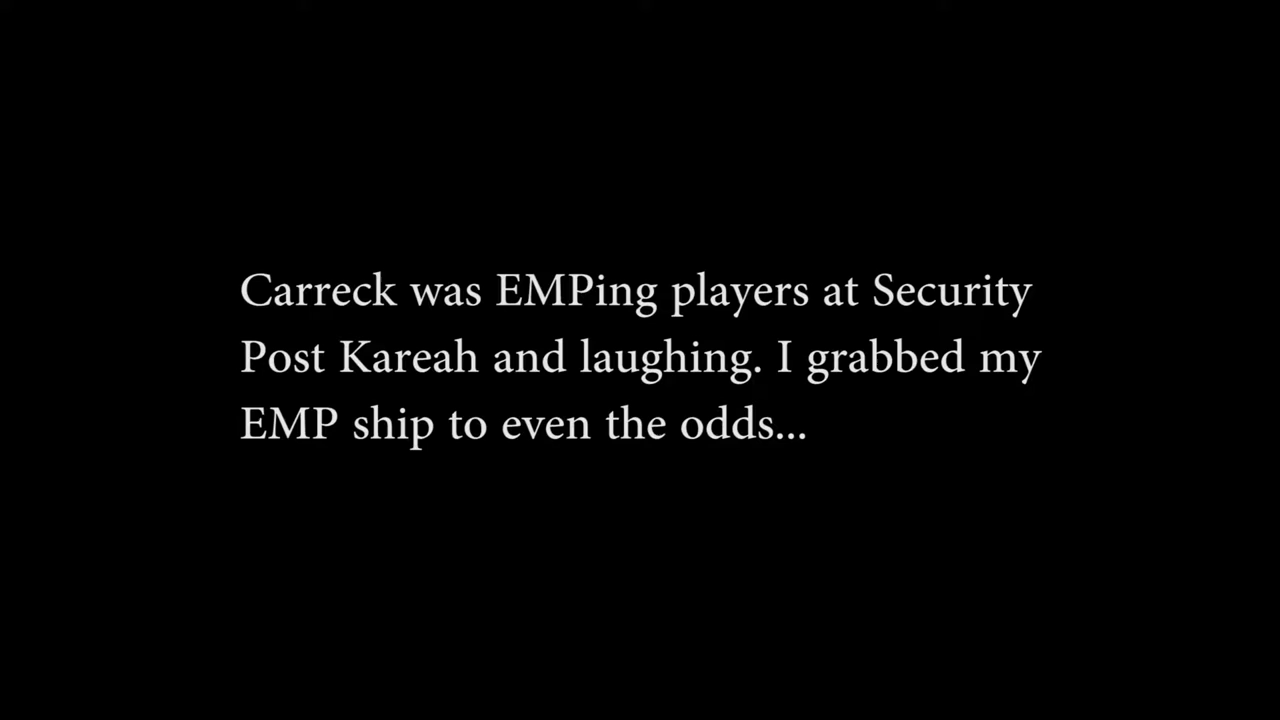 Carreck was EMPing players at Security
Post Kareah and laughing. I grabbed my
EMP ship to even the odds...